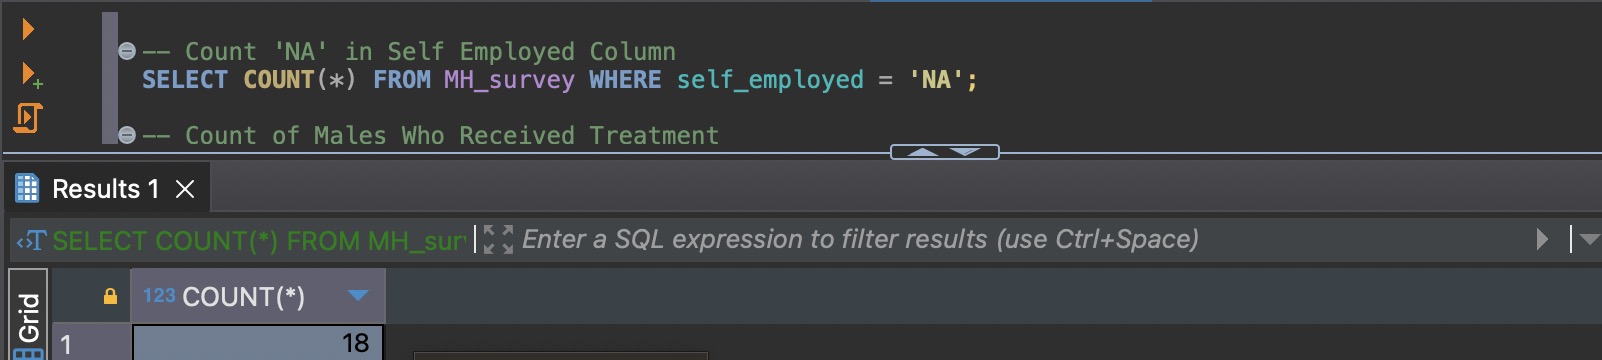 -- Count 'NA' in Self Employed Column
SELECT COUNT(*) FROM MH_survey WHERE self_employed = 'NA';
-- Count of Males Who Received Treatment
Results 1
SELECT COUNT(*) FROM MH_sur
Enter a SQL expression to filter results (use Ctrl+Space)
Grid
123 COUNT(*)
1
18